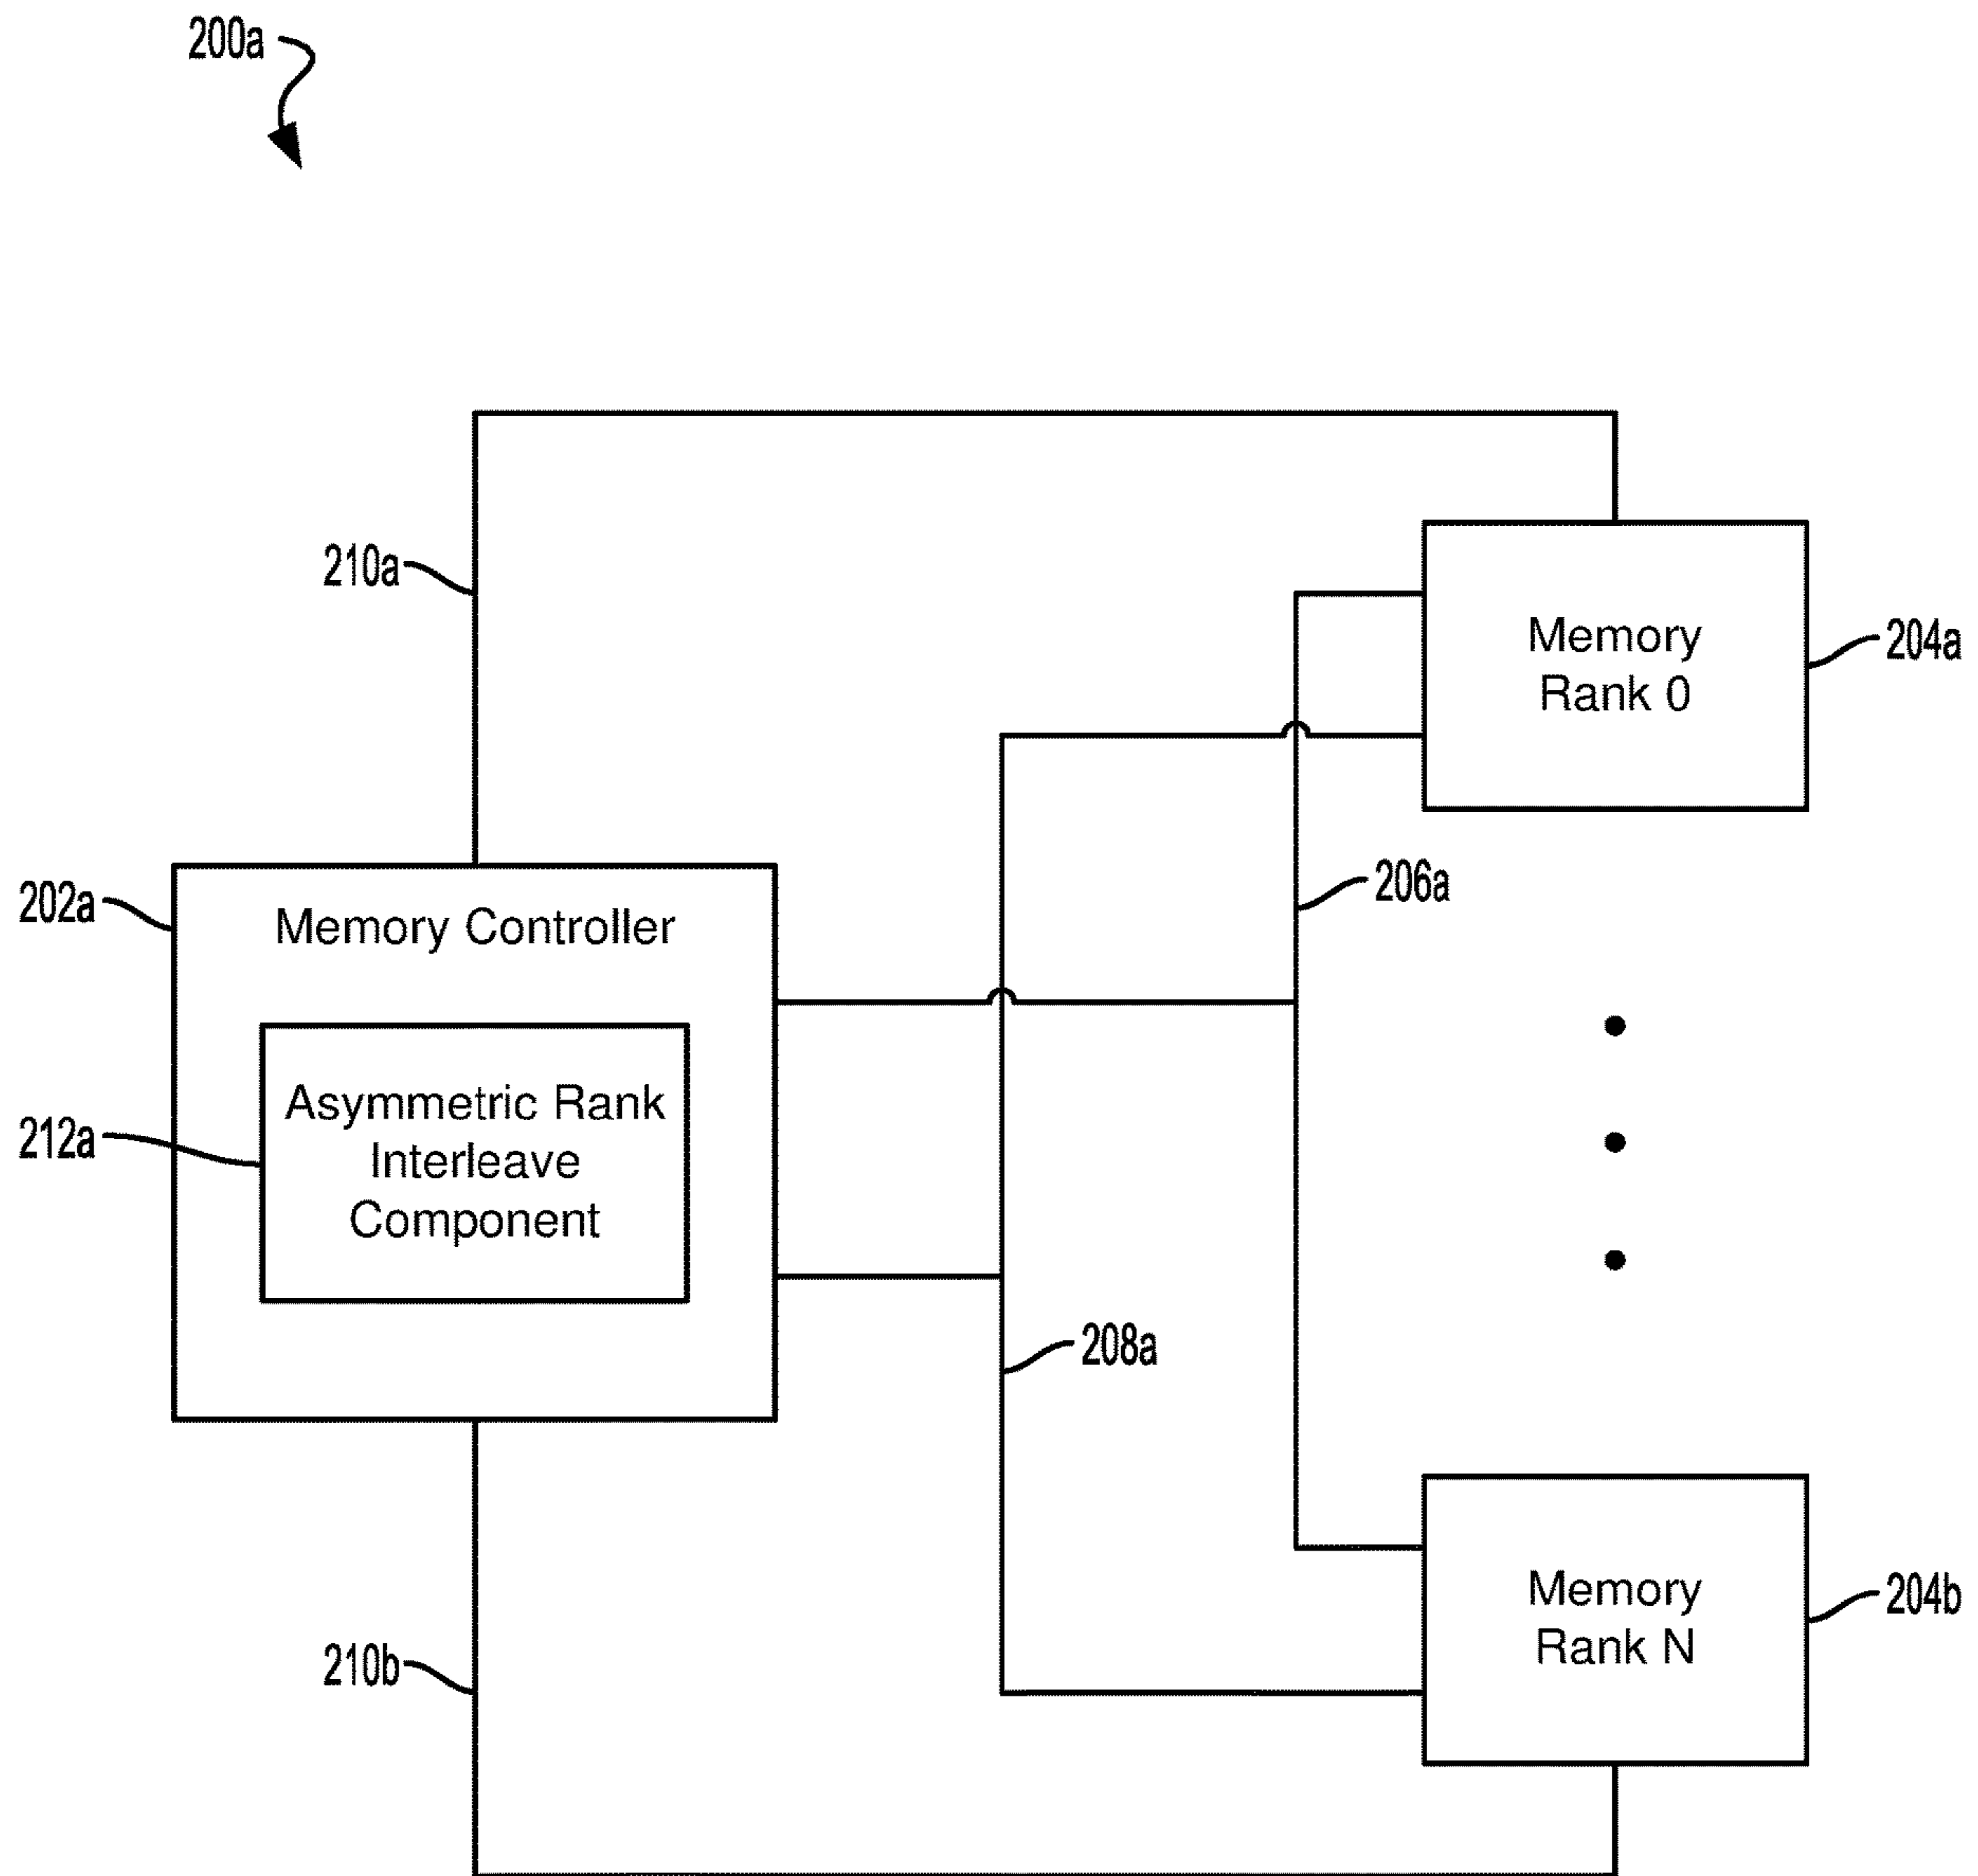 200a
210a
Memory
Rank 0
204a
202a
Memory Controller
206a
Asymmetric Rank
Interleave
Component
212a
208a
Memory
Rank N
204b
210b